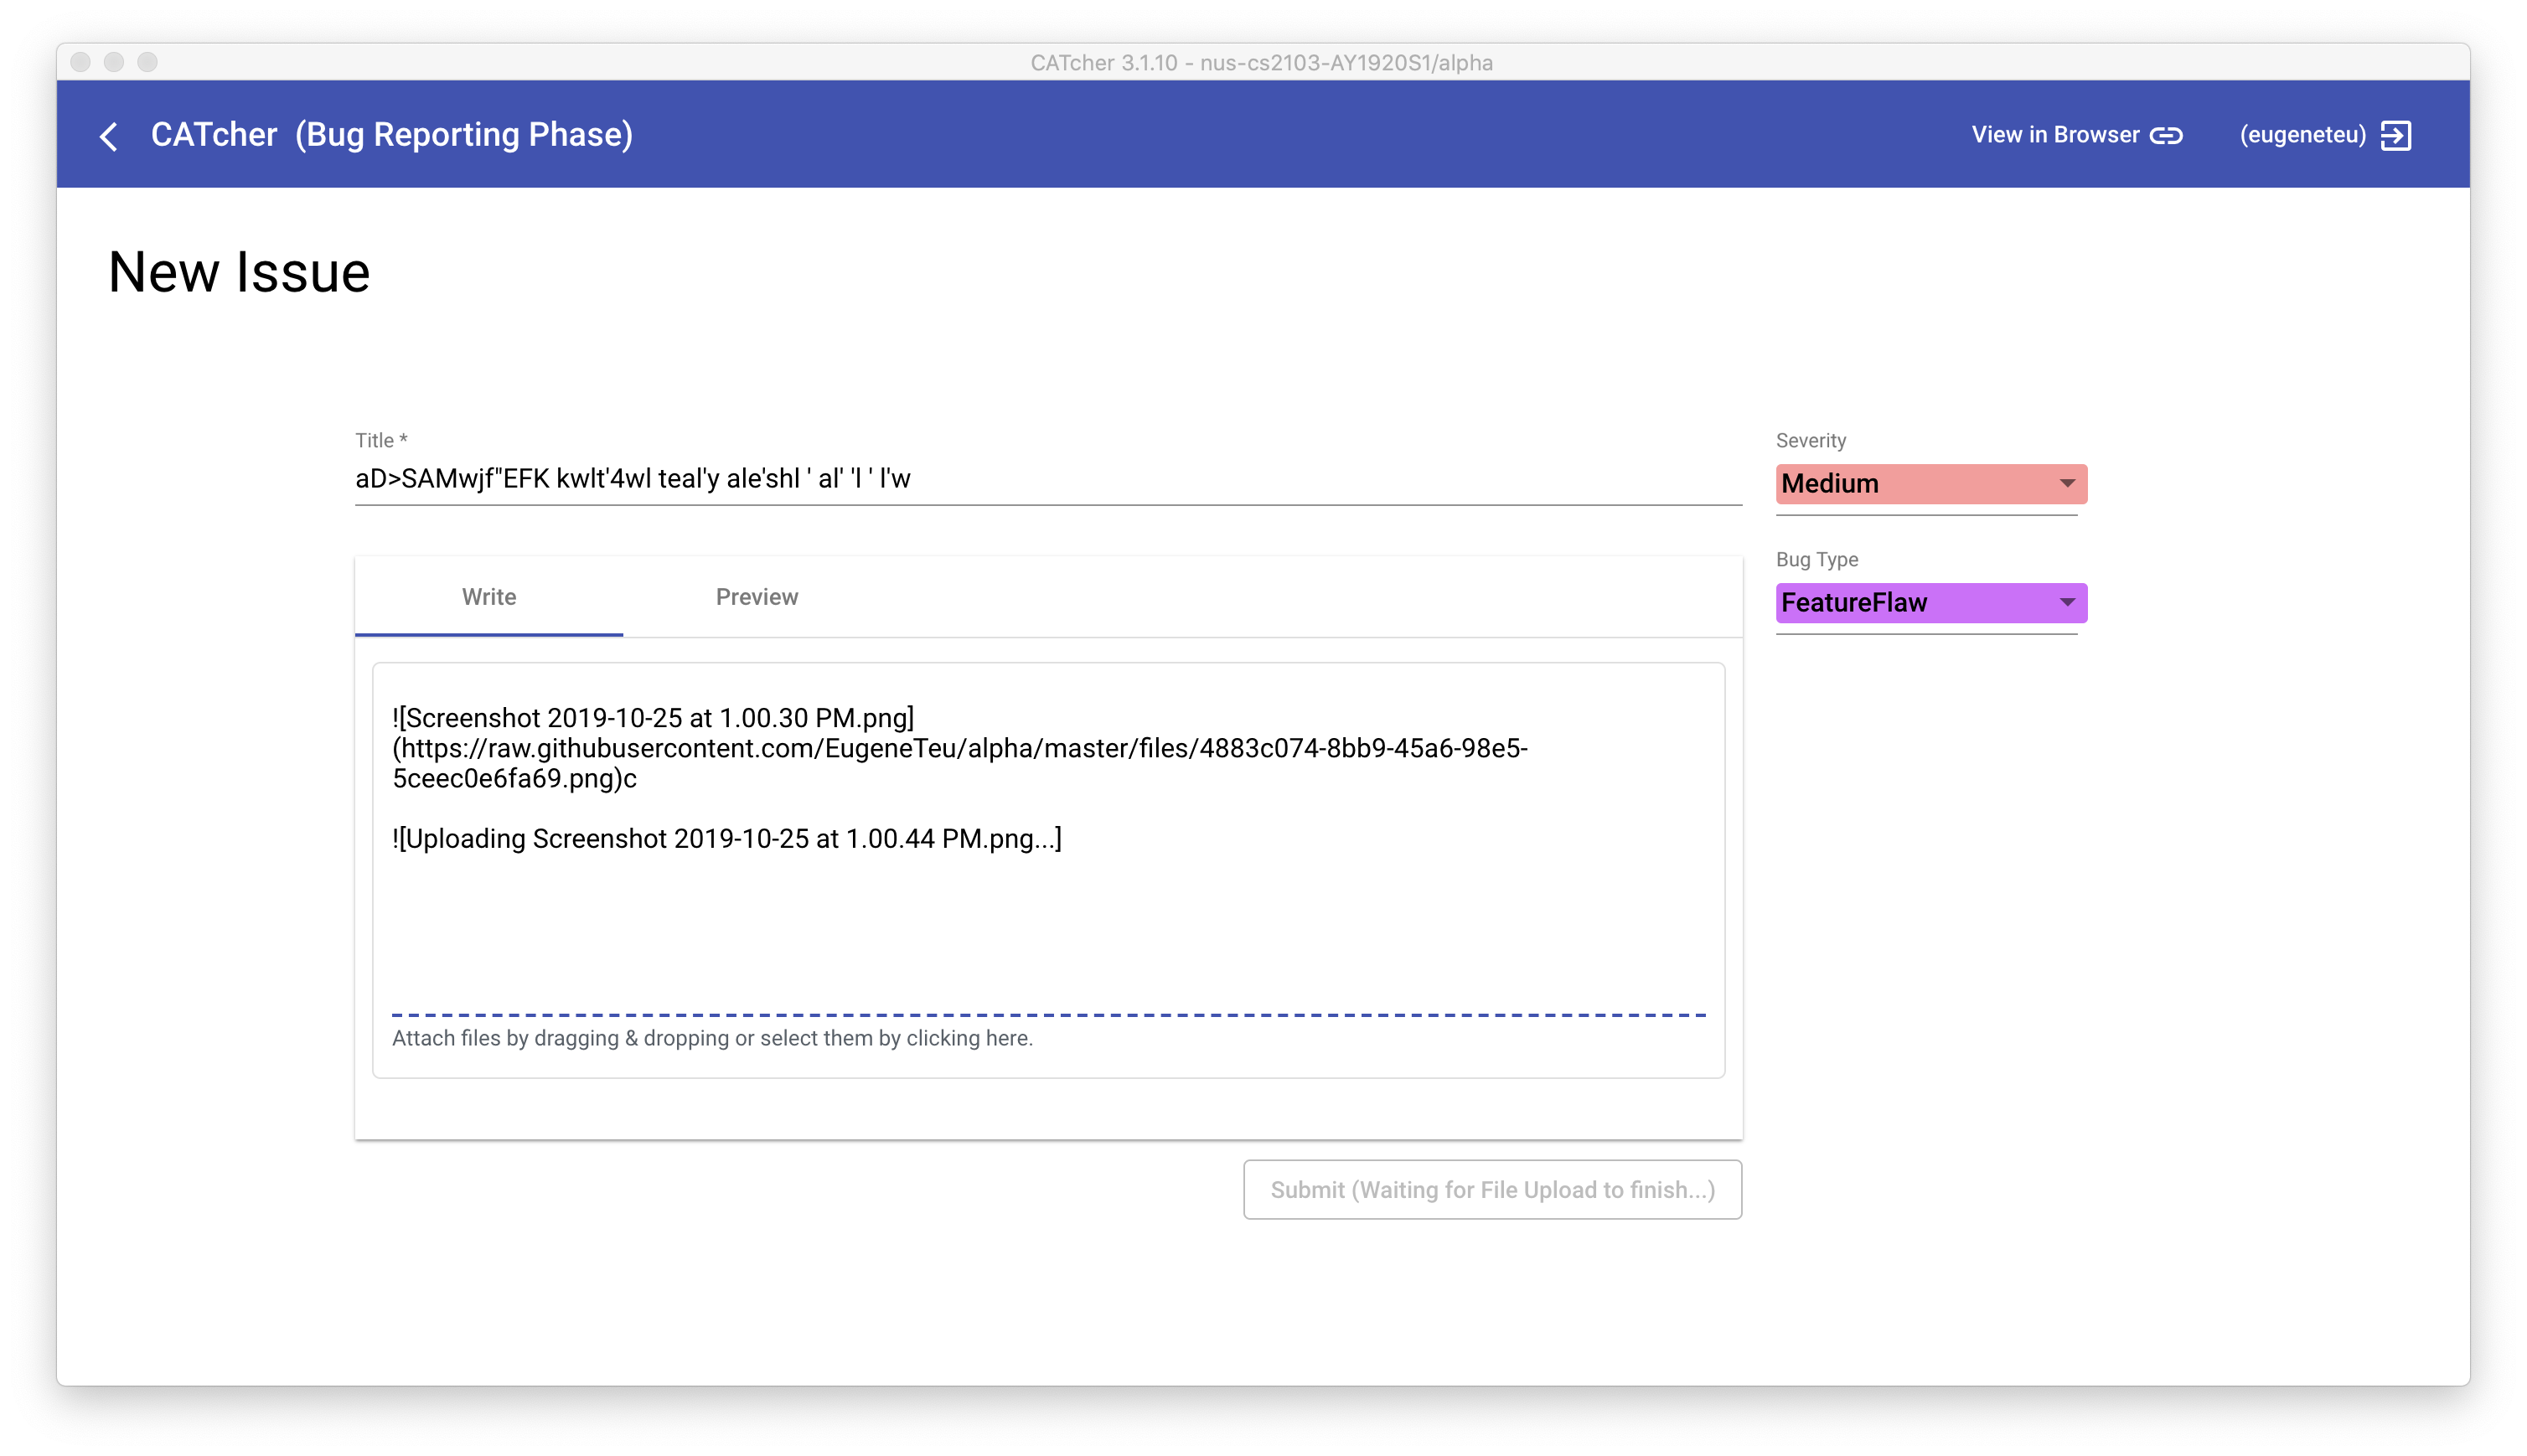 CATcher 3.1.10 - nus-cs2103-AY1920S1/alpha
CATcher (Bug Reporting Phase)
View in Browser
(eugeneteu)
New Issue
Title *
aD>SAMwjf"EFK kwlt'4wl teal'y ale'shl ' al' 'l ' l'w
Severity
Medium
Bug Type
FeatureFlaw
Write
Preview
![Screenshot 2019-10-25 at 1.00.30 PM.png]
(https://raw.githubusercontent.com/EugeneTeu/alpha/master/files/4883c074-8bb9-45a6-98e5-
5ceec0e6fa69.png)c
![Uploading Screenshot 2019-10-25 at 1.00.44 PM.png...]
Attach files by dragging & dropping or select them by clicking here.
Submit (Waiting for File Upload to finish...)